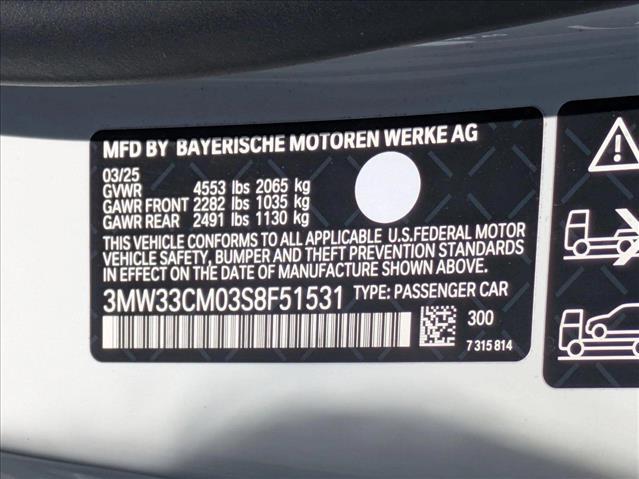 MFD BY BAYERISCHE MOTOREN WERKE AG
03/25
GVWR 4553 lbs 2065 kg
GAWR FRONT 2282 lbs 1035 kg
GAWR REAR 2491 lbs 1130 kg
THIS VEHICLE CONFORMS TO ALL APPLICABLE U.S.FEDERAL MOTOR
VEHICLE SAFETY, BUMPER AND THEFT PREVENTION STANDARDS
IN EFFECT ON THE DATE OF MANUFACTURE SHOWN ABOVE.
3MW33CM03S8F51531 TYPE: PASSENGER CAR
300
7 315 814